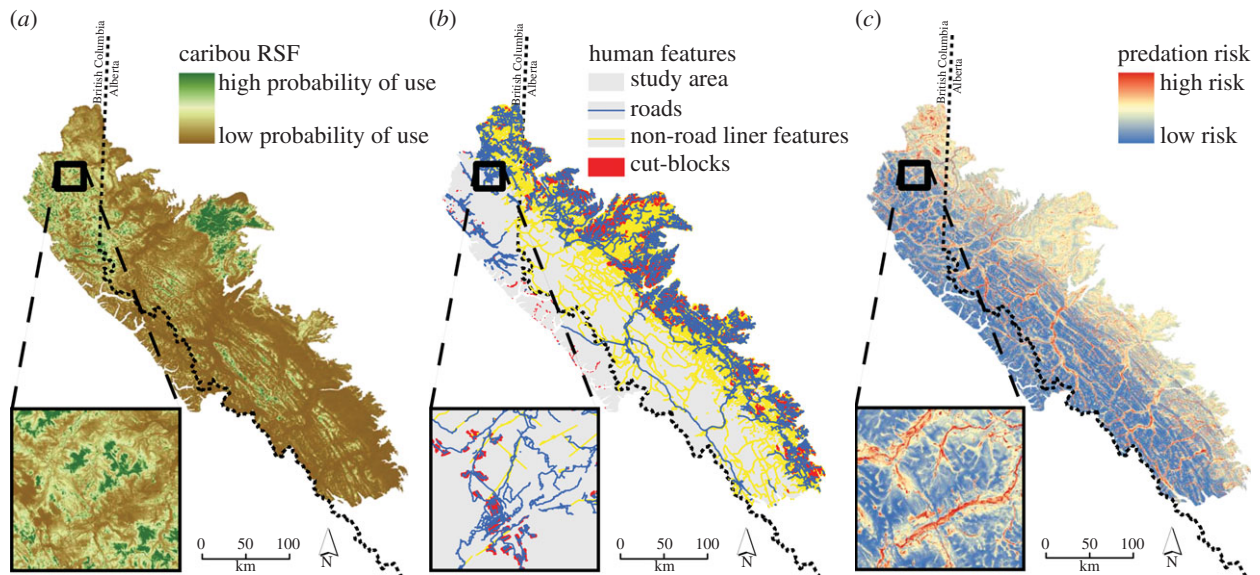 (a)
British Columbia
Alberta
caribou RSF
high probability of use
low probability of use
0 50 100
km
N
(b)
British Columbia
Alberta
human features
study area
roads
non-road liner features
cut-blocks
0 50 100
km
N
(c)
British Columbia
Alberta
predation risk
high risk
low risk
0 50 100
km
N